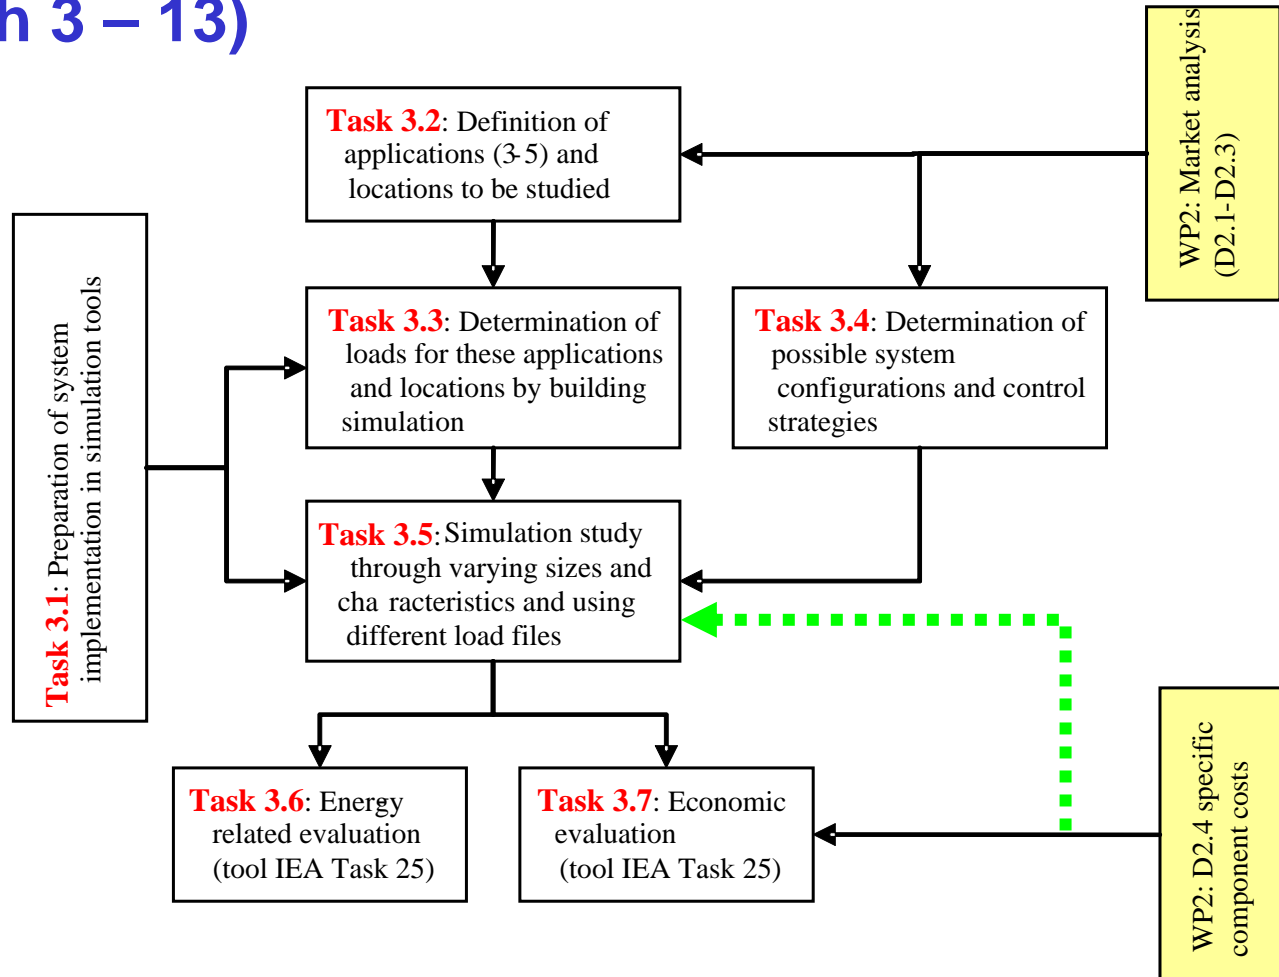 h 3 – 13)
Task 3.2: Definition of
applications (3-5) and
locations to be studied
WP2: Market analysis
(D2.1-D2.3)
Task 3.1: Preparation of system
implementation in simulation tools
Task 3.3: Determination of
loads for these applications
and locations by building
simulation
Task 3.4: Determination of
possible system
configurations and control
strategies
Task 3.5: Simulation study
through varying sizes and
cha racteristics and using
different load files
Task 3.6: Energy
related evaluation
(tool IEA Task 25)
Task 3.7: Economic
evaluation
(tool IEA Task 25)
WP2: D2.4 specific
component costs